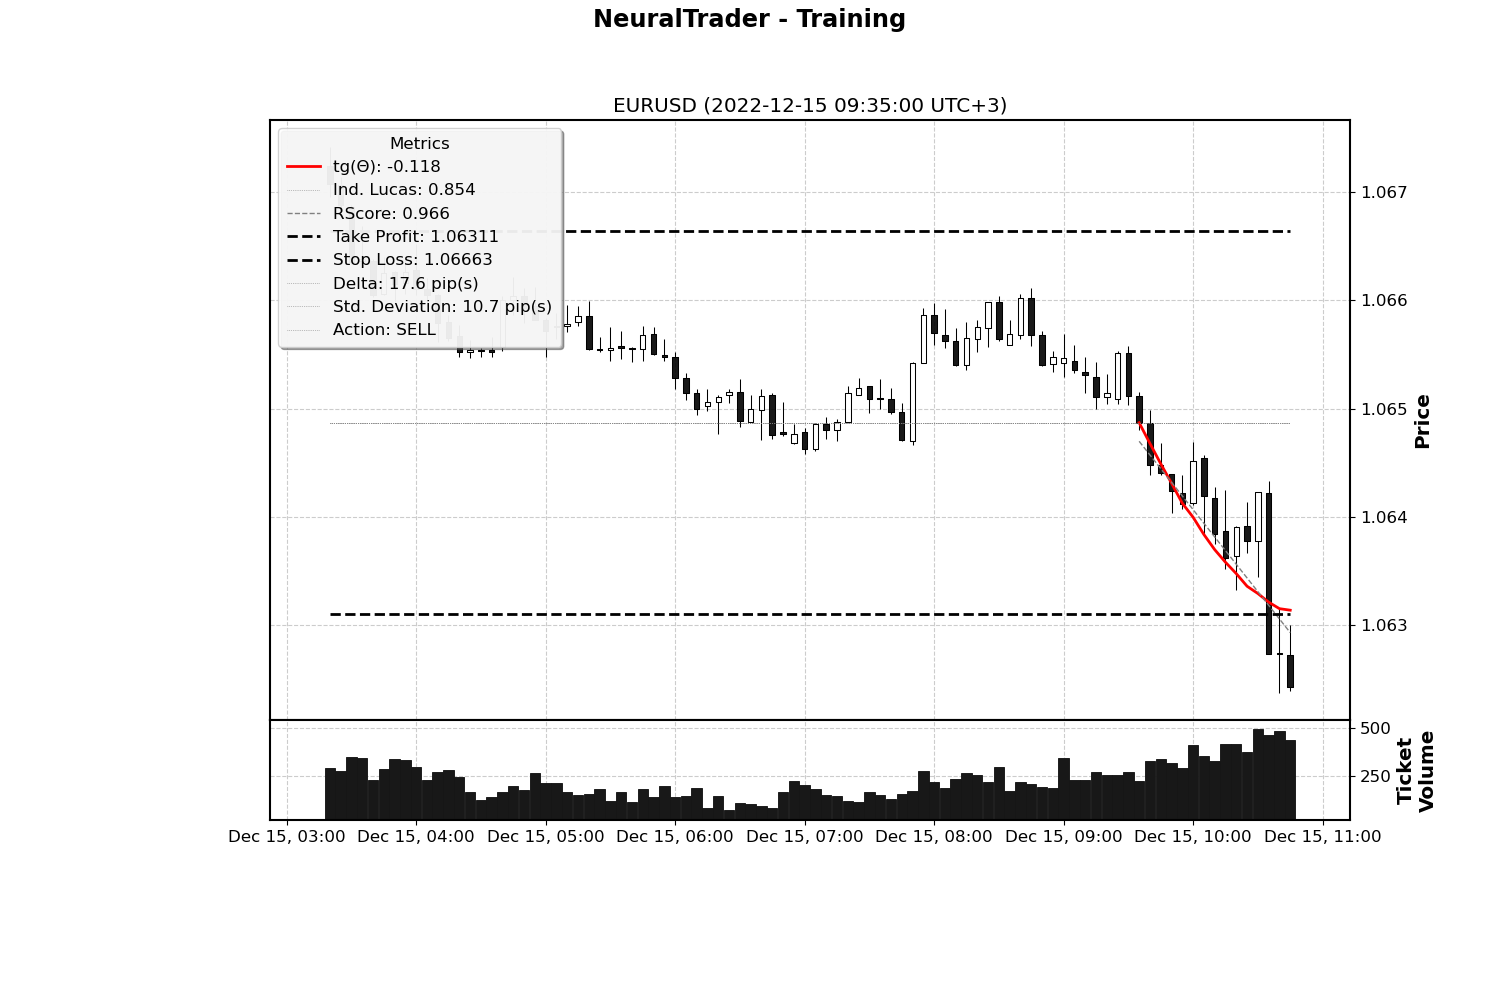 NeuralTrader - Training
EURUSD (2022-12-15 09:35:00 UTC+3)
Metrics
tg(Θ): -0.118
Ind. Lucas: 0.854
RScore: 0.966
Take Profit: 1.06311
Stop Loss: 1.06663
Delta: 17.6 pip(s)
Std. Deviation: 10.7 pip(s)
Action: SELL
1.067
1.066
1.065
1.064
1.063
Price
500
250
Ticket
Volume
Dec 15, 03:00 Dec 15, 04:00 Dec 15, 05:00 Dec 15, 06:00 Dec 15, 07:00 Dec 15, 08:00 Dec 15, 09:00 Dec 15, 10:00 Dec 15, 11:00